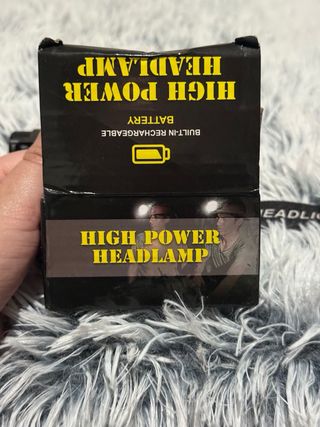 HIGH POWER
HEADLAMP
BUILT-IN RECHARGEABLE
BATTERY
HIGH POWER
HEADLAMP